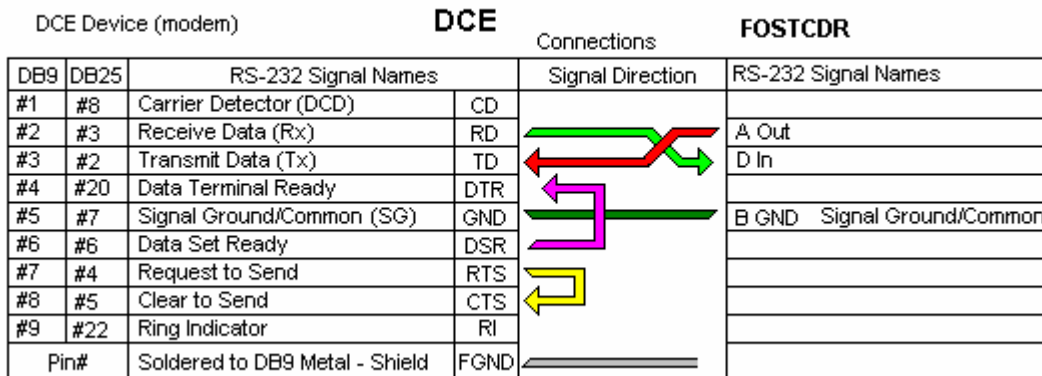 DCE Device (modem) DCE Connections FOSTCDR
DB9 DB25 RS-232 Signal Names Signal Direction RS-232 Signal Names
#1 #8 Carrier Detector (DCD) CD
#2 #3 Receive Data (Rx) RD A Out
#3 #2 Transmit Data (Tx) TD D In
#4 #20 Data Terminal Ready DTR
#5 #7 Signal Ground/Common (SG) GND B GND Signal Ground/Common
#6 #6 Data Set Ready DSR
#7 #4 Request to Send RTS
#8 #5 Clear to Send CTS
#9 #22 Ring Indicator RI
Pin# Soldered to DB9 Metal - Shield FGND